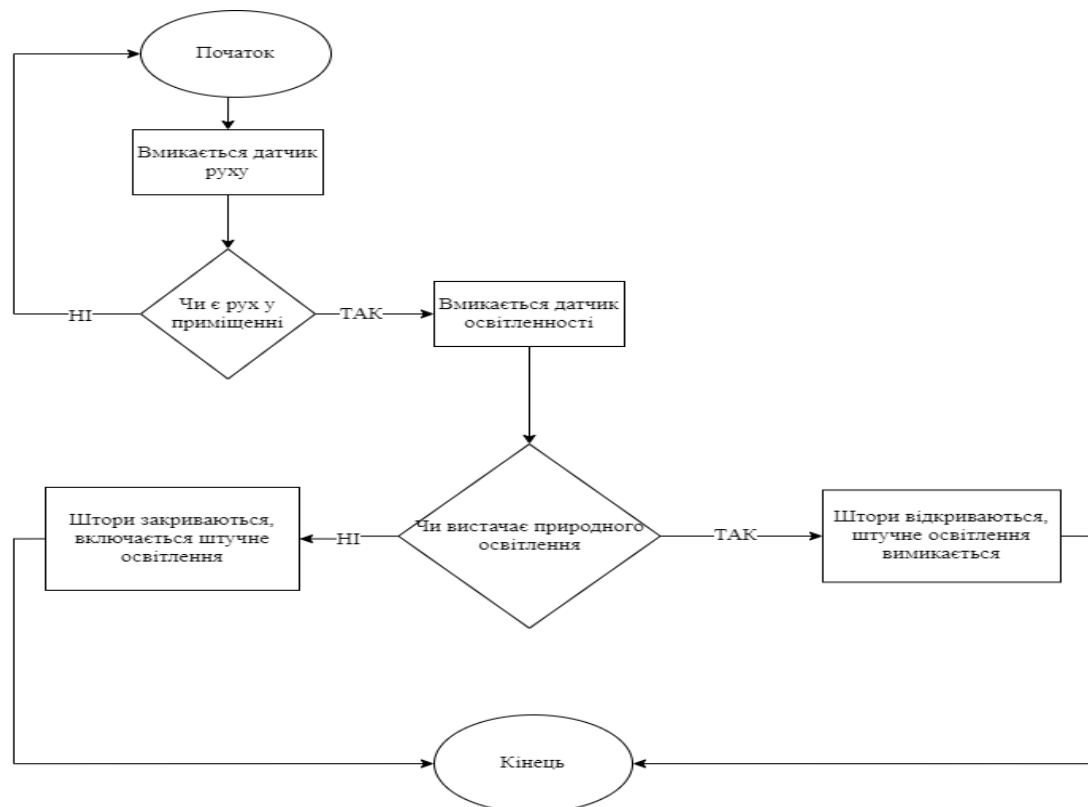 Початок
Вмикається датчик
руху
Чи є рух у
приміщенні
НІ
ТАК
Вмикається датчик
освітленності
Чи вистачає природного
освітлення
НІ
ТАК
Штори закриваються,
включається штучне
освітлення
Штори відкриваються,
штучне освітлення
вимикається
Кінець